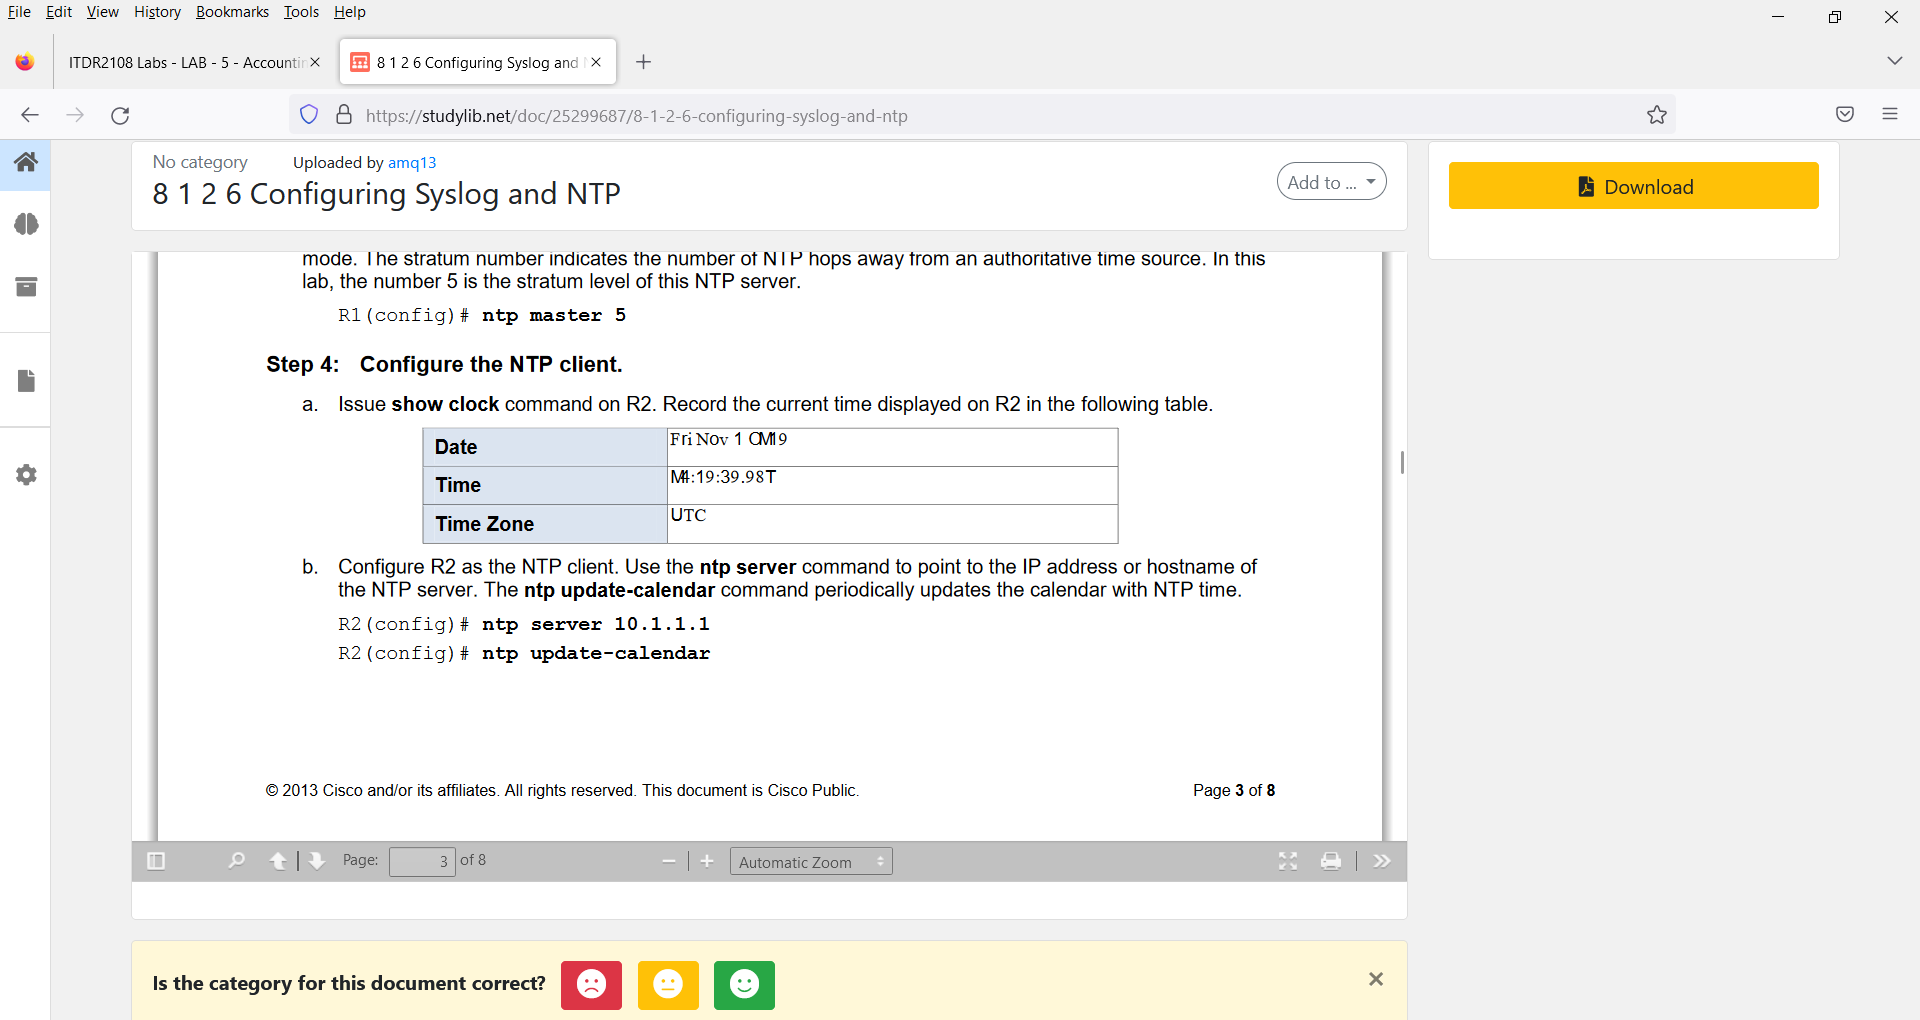 File Edit View History Bookmarks Tools Help
ITDR2108 Labs - LAB - 5 - Accountin
8 1 2 6 Configuring Syslog and
https://studylib.net/doc/25299687/8-1-2-6-configuring-syslog-and-ntp
No category Uploaded by amq13
8 1 2 6 Configuring Syslog and NTP
Add to ...
Download
mode. The stratum number indicates the number of NTP hops away from an authoritative time source. In this
lab, the number 5 is the stratum level of this NTP server.
R1(config)# ntp master 5
Step 4: Configure the NTP client.
a. Issue show clock command on R2. Record the current time displayed on R2 in the following table.
Date Fri Nov 1
Time :19:39.98
Time Zone UTC
b. Configure R2 as the NTP client. Use the ntp server command to point to the IP address or hostname of
the NTP server. The ntp update-calendar command periodically updates the calendar with NTP time.
R2(config)# ntp server 10.1.1.1
R2(config)# ntp update-calendar
© 2013 Cisco and/or its affiliates. All rights reserved. This document is Cisco Public. Page 3 of 8
Page: 3 of 8 Automatic Zoom
Is the category for this document correct?